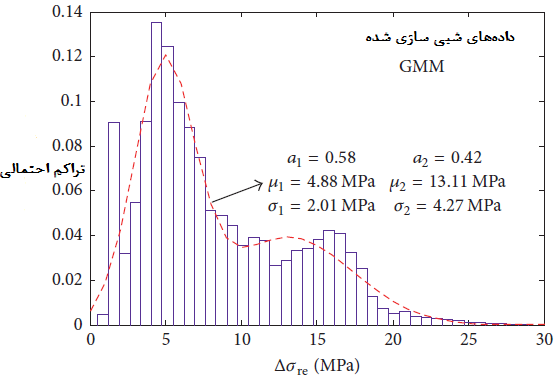 0.14
0.12
0.1
0.08
0.06
0.04
0.02
0
تراکم احتمالی
داده‌های شبی سازی شده
GMM
a1 = 0.58 a2 = 0.42
μ1 = 4.88 MPa μ2 = 13.11 MPa
σ1 = 2.01 MPa σ2 = 4.27 MPa
0 5 10 15 20 25 30
Δσre (MPa)